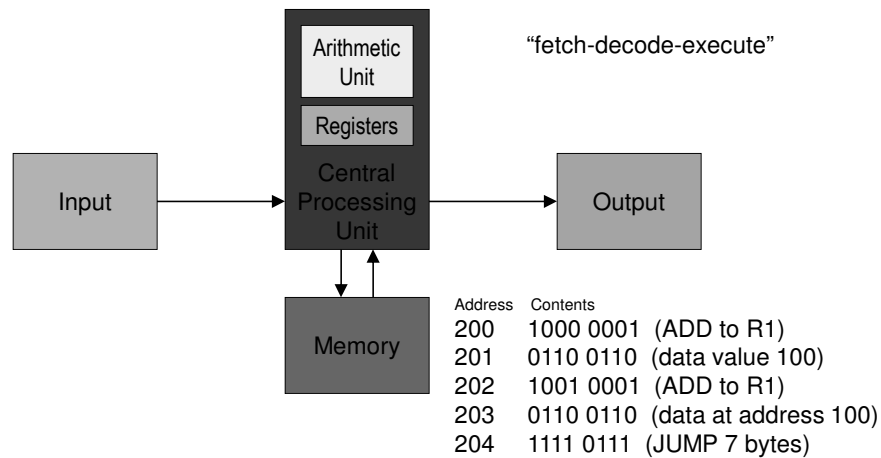 Arithmetic
Unit
Registers
Central
Processing
Unit
“fetch-decode-execute”
Input
Output
Memory
Address Contents
200 1000 0001 (ADD to R1)
201 0110 0110 (data value 100)
202 1001 0001 (ADD to R1)
203 0110 0110 (data at address 100)
204 1111 0111 (JUMP 7 bytes)